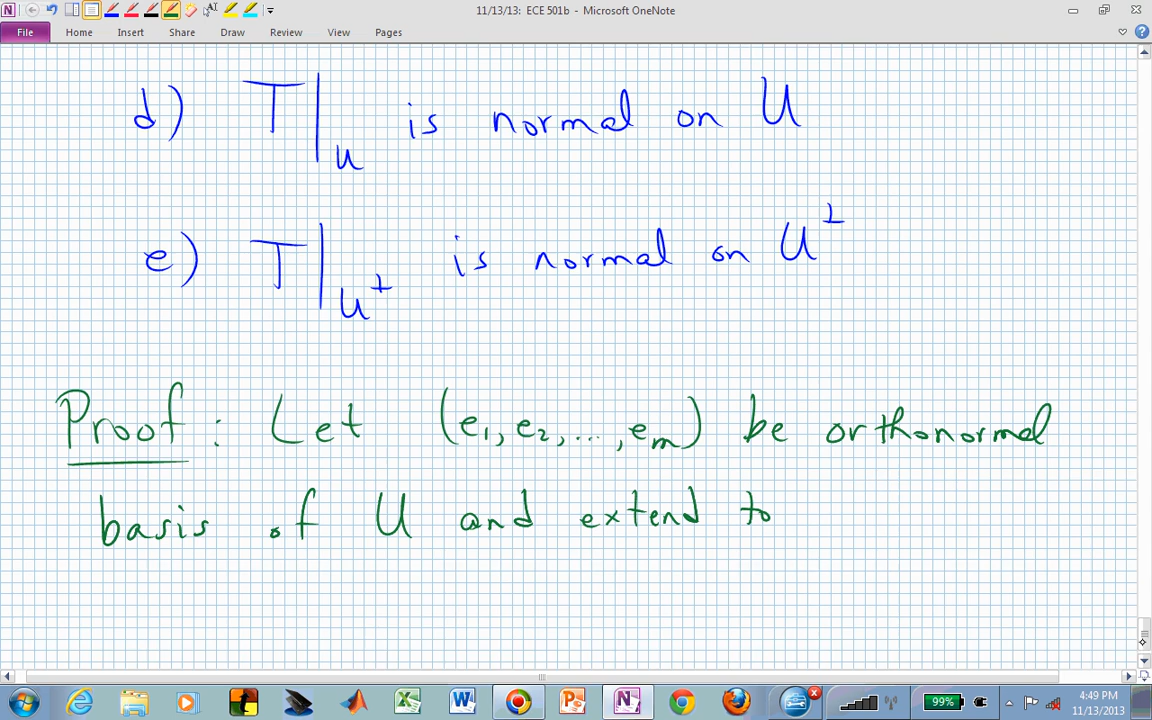 11/13/13: ECE 501b - Microsoft OneNote
File Home Insert Share Draw Review View Pages
d) T|_U is normal on U
e) T|_U⊥ is normal on U⊥
Proof: Let (e1, e2, ..., em) be orthonormal
basis of U and extend to
99% 4:49 PM
11/13/2013